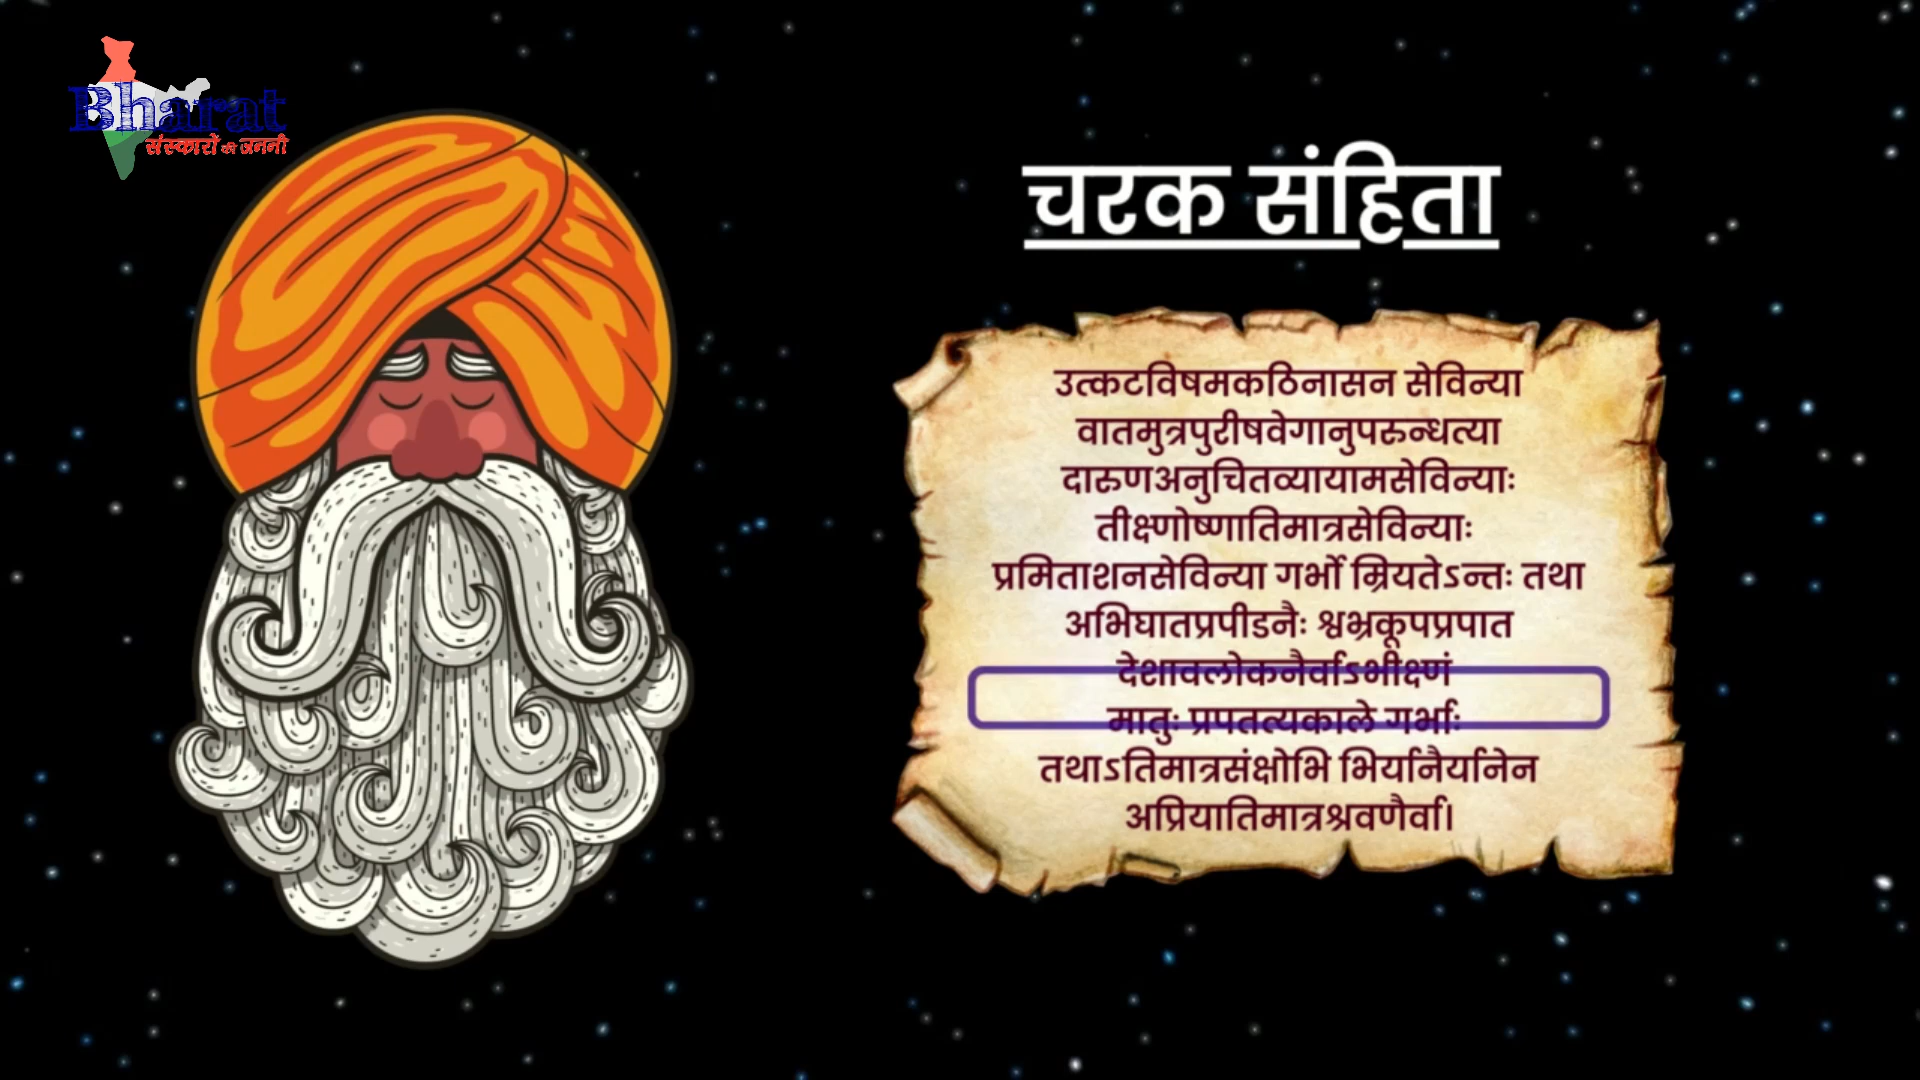 Bharat
संस्कारों की जननी
चरक संहिता
उत्कटविषमकठिनासन सेविन्या
वातमुत्रपुरीषवेगानुपरुन्धत्या
दारुणअनुचितव्यायामसेविन्याः
तीक्ष्णोष्णातिमात्रसेविन्याः
प्रमिताशनसेविन्या गर्भो म्रियतेऽन्तः तथा
अभिघातप्रपीडनैः श्वभ्रकूपप्रपात
देशावलोकनैर्वाऽभीक्ष्णं
मातुः प्रपतत्यकाले गर्भाः
तथाऽतिमात्रसंक्षोभि भिर्यानैर्यानेन
अप्रियातिमात्रश्रवणैर्वा।